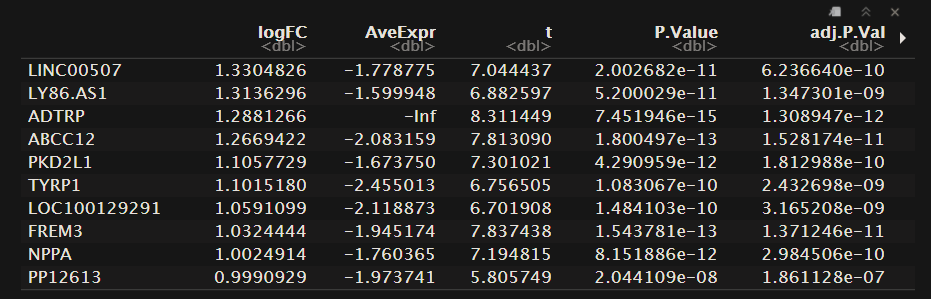 logFC AveExpr t P.Value adj.P.Val
<dbl> <dbl> <dbl> <dbl> <dbl>
LINC00507 1.3304826 −1.778775 7.044437 2.002682e−11 6.236640e−10
LY86.AS1 1.3136296 −1.599948 6.882597 5.200029e−11 1.347301e−09
ADTRP 1.2881266 −Inf 8.311449 7.451946e−15 1.308947e−12
ABCC12 1.2669422 −2.083159 7.813090 1.800497e−13 1.528174e−11
PKD2L1 1.1057729 −1.673750 7.301021 4.290959e−12 1.812988e−10
TYRP1 1.1015180 −2.455013 6.756505 1.083067e−10 2.432698e−09
LOC100129291 1.0591099 −2.118873 6.701908 1.484103e−10 3.165208e−09
FREM3 1.0324444 −1.945174 7.837438 1.543781e−13 1.371246e−11
NPPA 1.0024914 −1.760365 7.194815 8.151886e−12 2.984506e−10
PP12613 0.9990929 −1.973741 5.805749 2.044109e−08 1.861128e−07